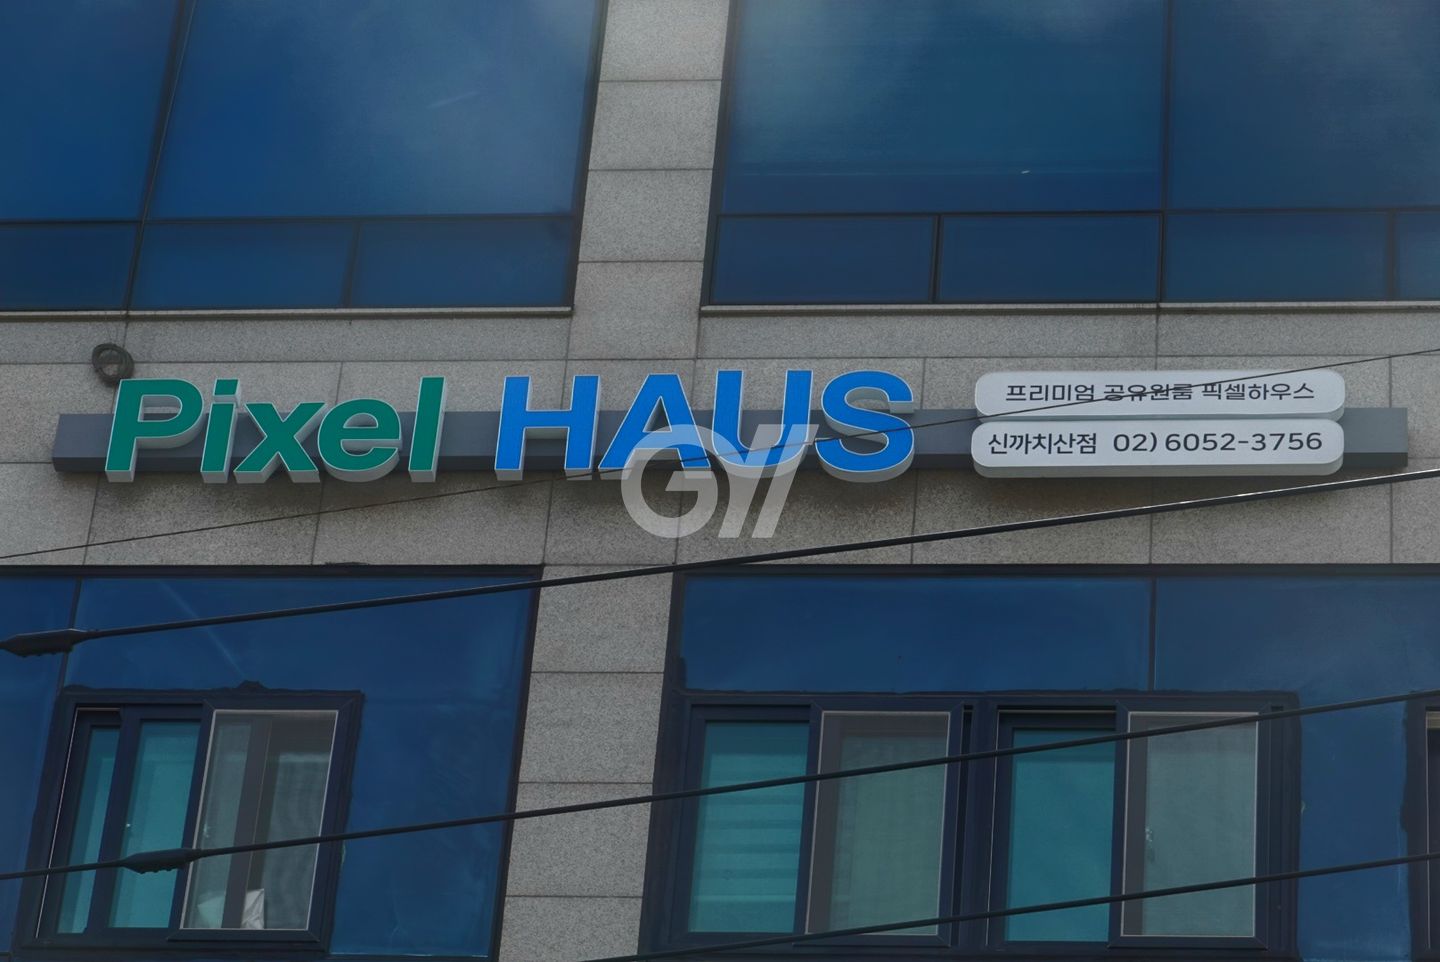 Pixel HAUS
프리미엄 공유원룸 픽셀하우스
신까치산점 02) 6052-3756
GY